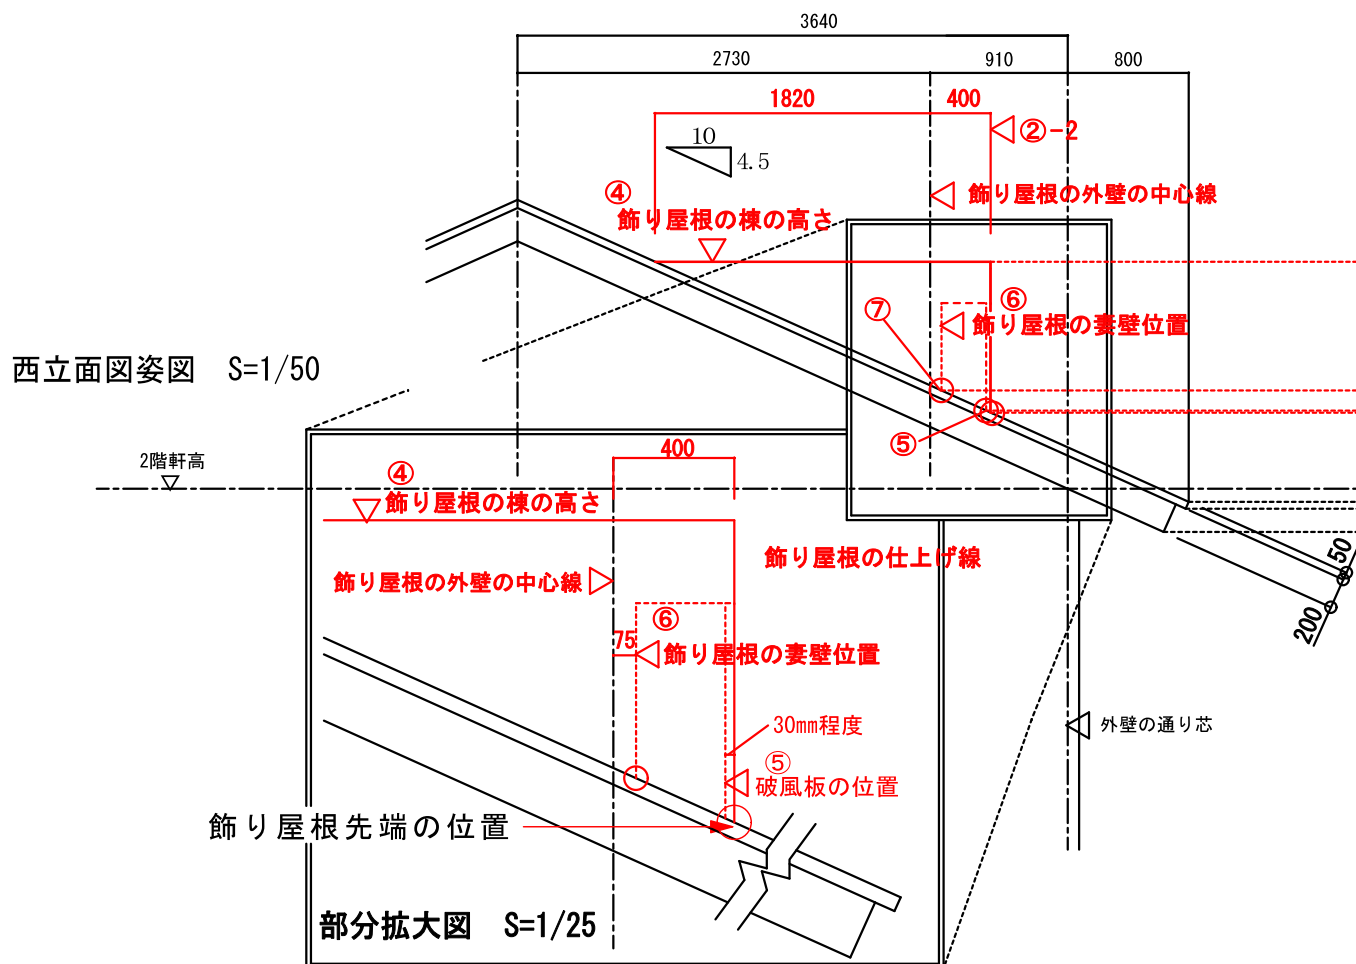 3640
2730
910
800
1820
400
②-2
10
4.5
④
飾り屋根の外壁の中心線
飾り屋根の棟の高さ
⑦
⑥
飾り屋根の妻壁位置
西立面図姿図　S=1/50
⑤
2階軒高
400
④
飾り屋根の棟の高さ
飾り屋根の仕上げ線
50
飾り屋根の外壁の中心線
200
⑥
75
飾り屋根の妻壁位置
30mm程度
外壁の通り芯
⑤
破風板の位置
飾り屋根先端の位置
部分拡大図　S=1/25